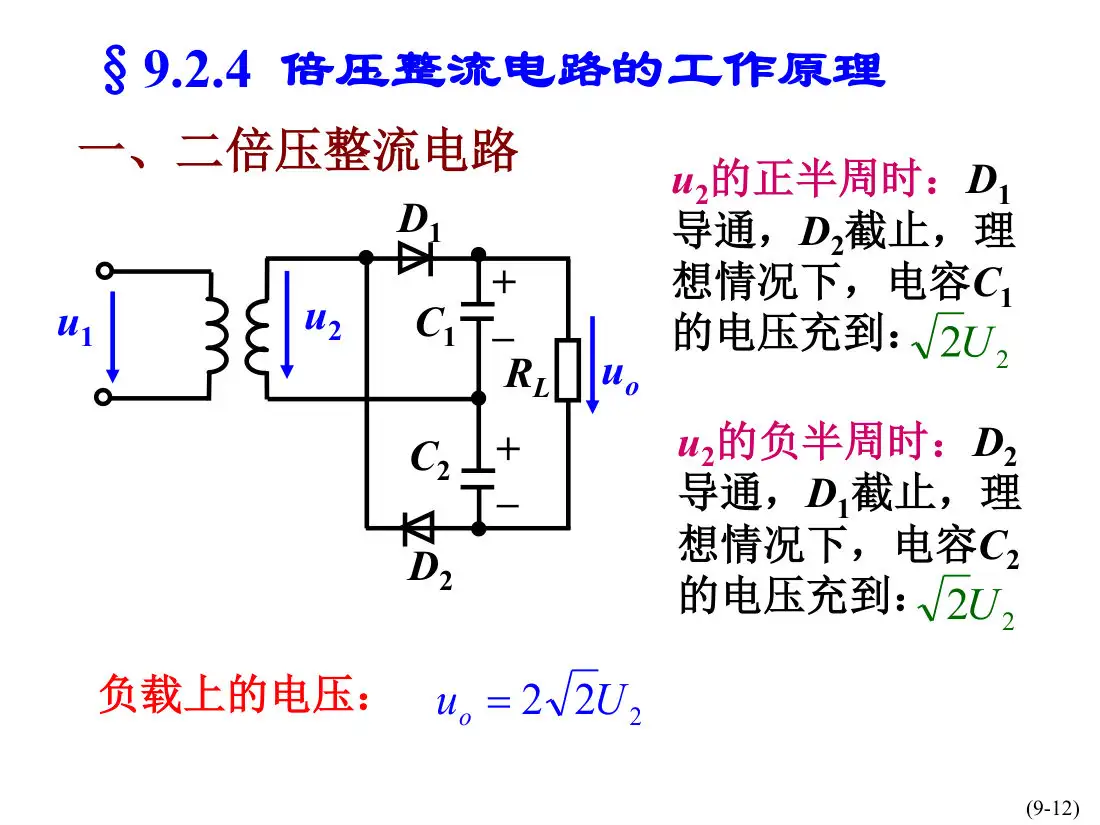 §9.2.4 倍压整流电路的工作原理
一、二倍压整流电路
u2的正半周时：D1
导通，D2截止，理
想情况下，电容C1
的电压充到：√2U2
D1
+
u1
u2
C1
−
RL
uo
C2
+
−
D2
u2的负半周时：D2
导通，D1截止，理
想情况下，电容C2
的电压充到：√2U2
负载上的电压： uo = 2√2U2
(9-12)